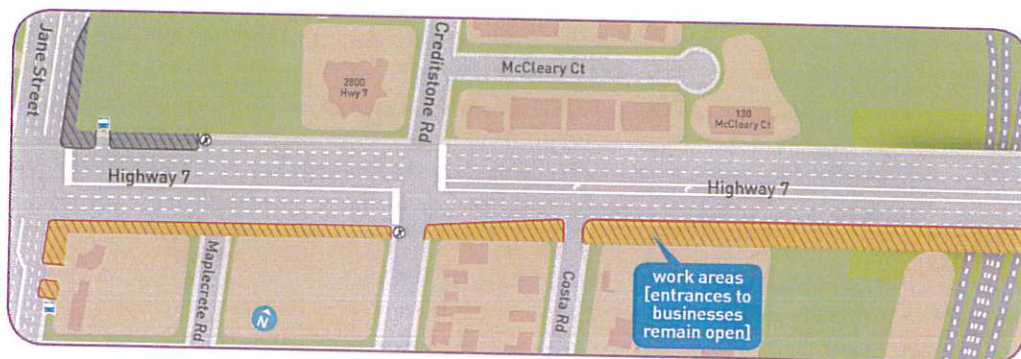 Jane Street
Creditstone Rd
McCleary Ct
2800
Hwy 7
130
McCleary Ct
Highway 7
Highway 7
Maplecrete Rd
N
Costa Rd
work areas
[entrances to
businesses
remain open]